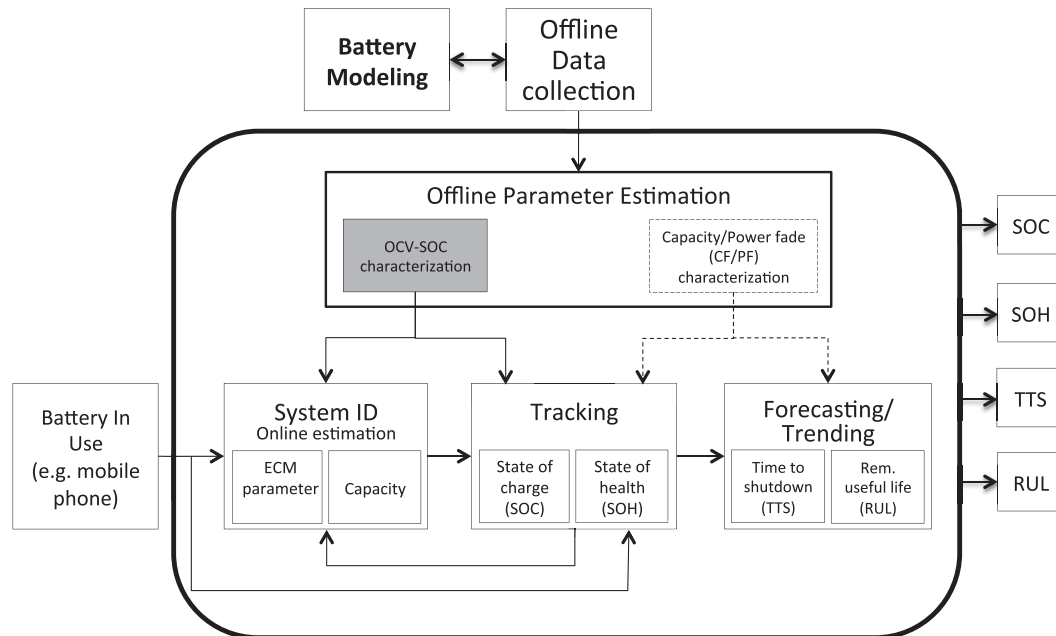 Battery
Modeling
Offline
Data
collection
Offline Parameter Estimation
OCV-SOC
characterization
Capacity/Power fade
(CF/PF)
characterization
SOC
SOH
TTS
RUL
Battery In
Use
(e.g. mobile
phone)
System ID
Online estimation
ECM
parameter
Capacity
Tracking
State of
charge
(SOC)
State of
health
(SOH)
Forecasting/
Trending
Time to
shutdown
(TTS)
Rem.
useful life
(RUL)